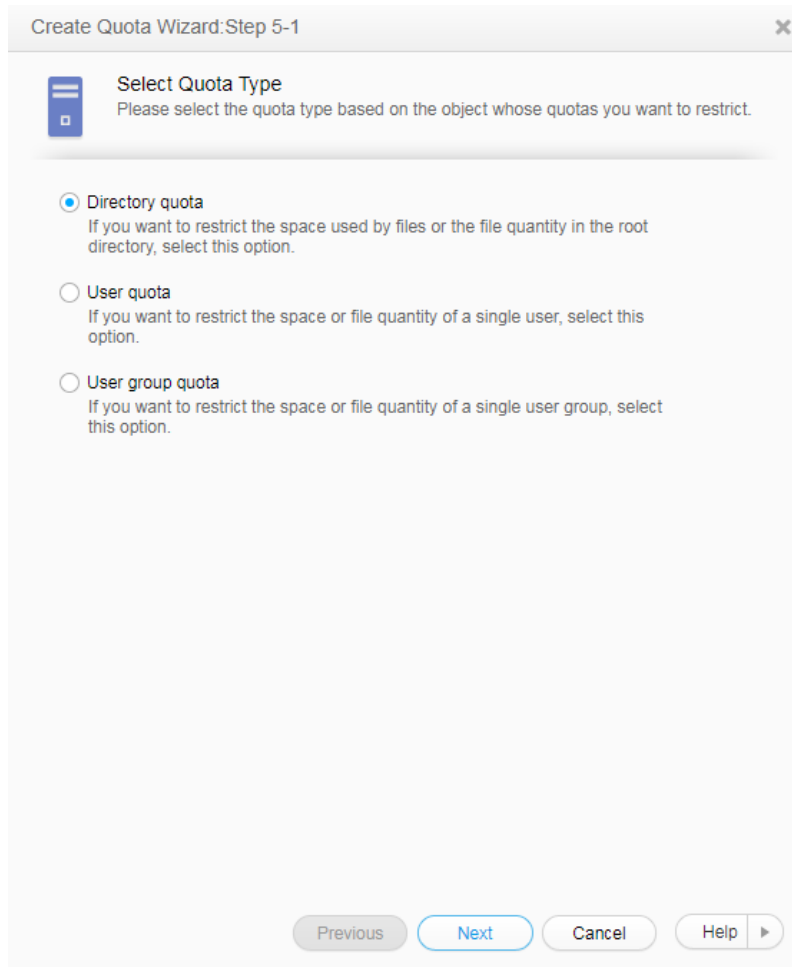 Create Quota Wizard:Step 5-1
Select Quota Type
Please select the quota type based on the object whose quotas you want to restrict.
Directory quota
If you want to restrict the space used by files or the file quantity in the root
directory, select this option.
User quota
If you want to restrict the space or file quantity of a single user, select this
option.
User group quota
If you want to restrict the space or file quantity of a single user group, select
this option.
Previous Next Cancel Help